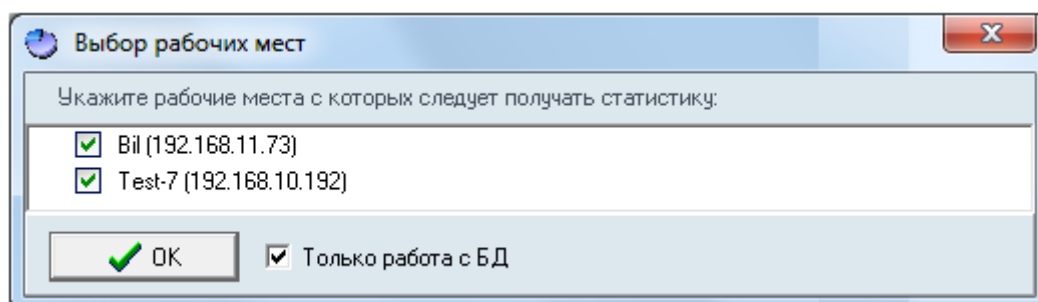 Выбор рабочих мест
Укажите рабочие места с которых следует получать статистику:
Bil (192.168.11.73)
Test-7 (192.168.10.192)
OK
Только работа с БД